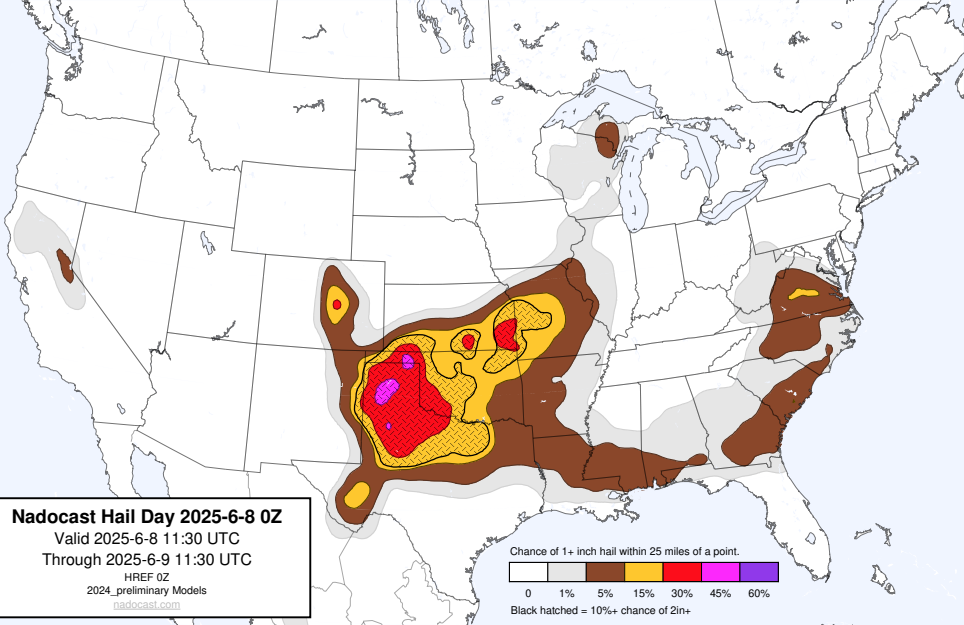 Nadocast Hail Day 2025-6-8 0Z
Valid 2025-6-8 11:30 UTC
Through 2025-6-9 11:30 UTC
HREF 0Z
2024_preliminary Models
nadocast.com
Chance of 1+ inch hail within 25 miles of a point.
0 1% 5% 15% 30% 45% 60%
Black hatched = 10%+ chance of 2in+